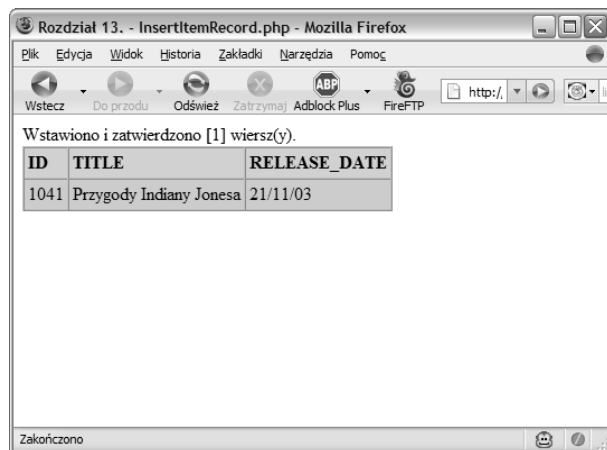 Rozdział 13. - InsertItemRecord.php - Mozilla Firefox
Plik Edycja Widok Historia Zakładki Narzędzia Pomoc
Wstecz Do przodu Odśwież Zatrzymaj ABP Adblock Plus FireFTP http:/,
Wstawiono i zatwierdzono [1] wiersz(y).
ID TITLE RELEASE_DATE
1041 Przygody Indiany Jonesa 21/11/03
Zakończono